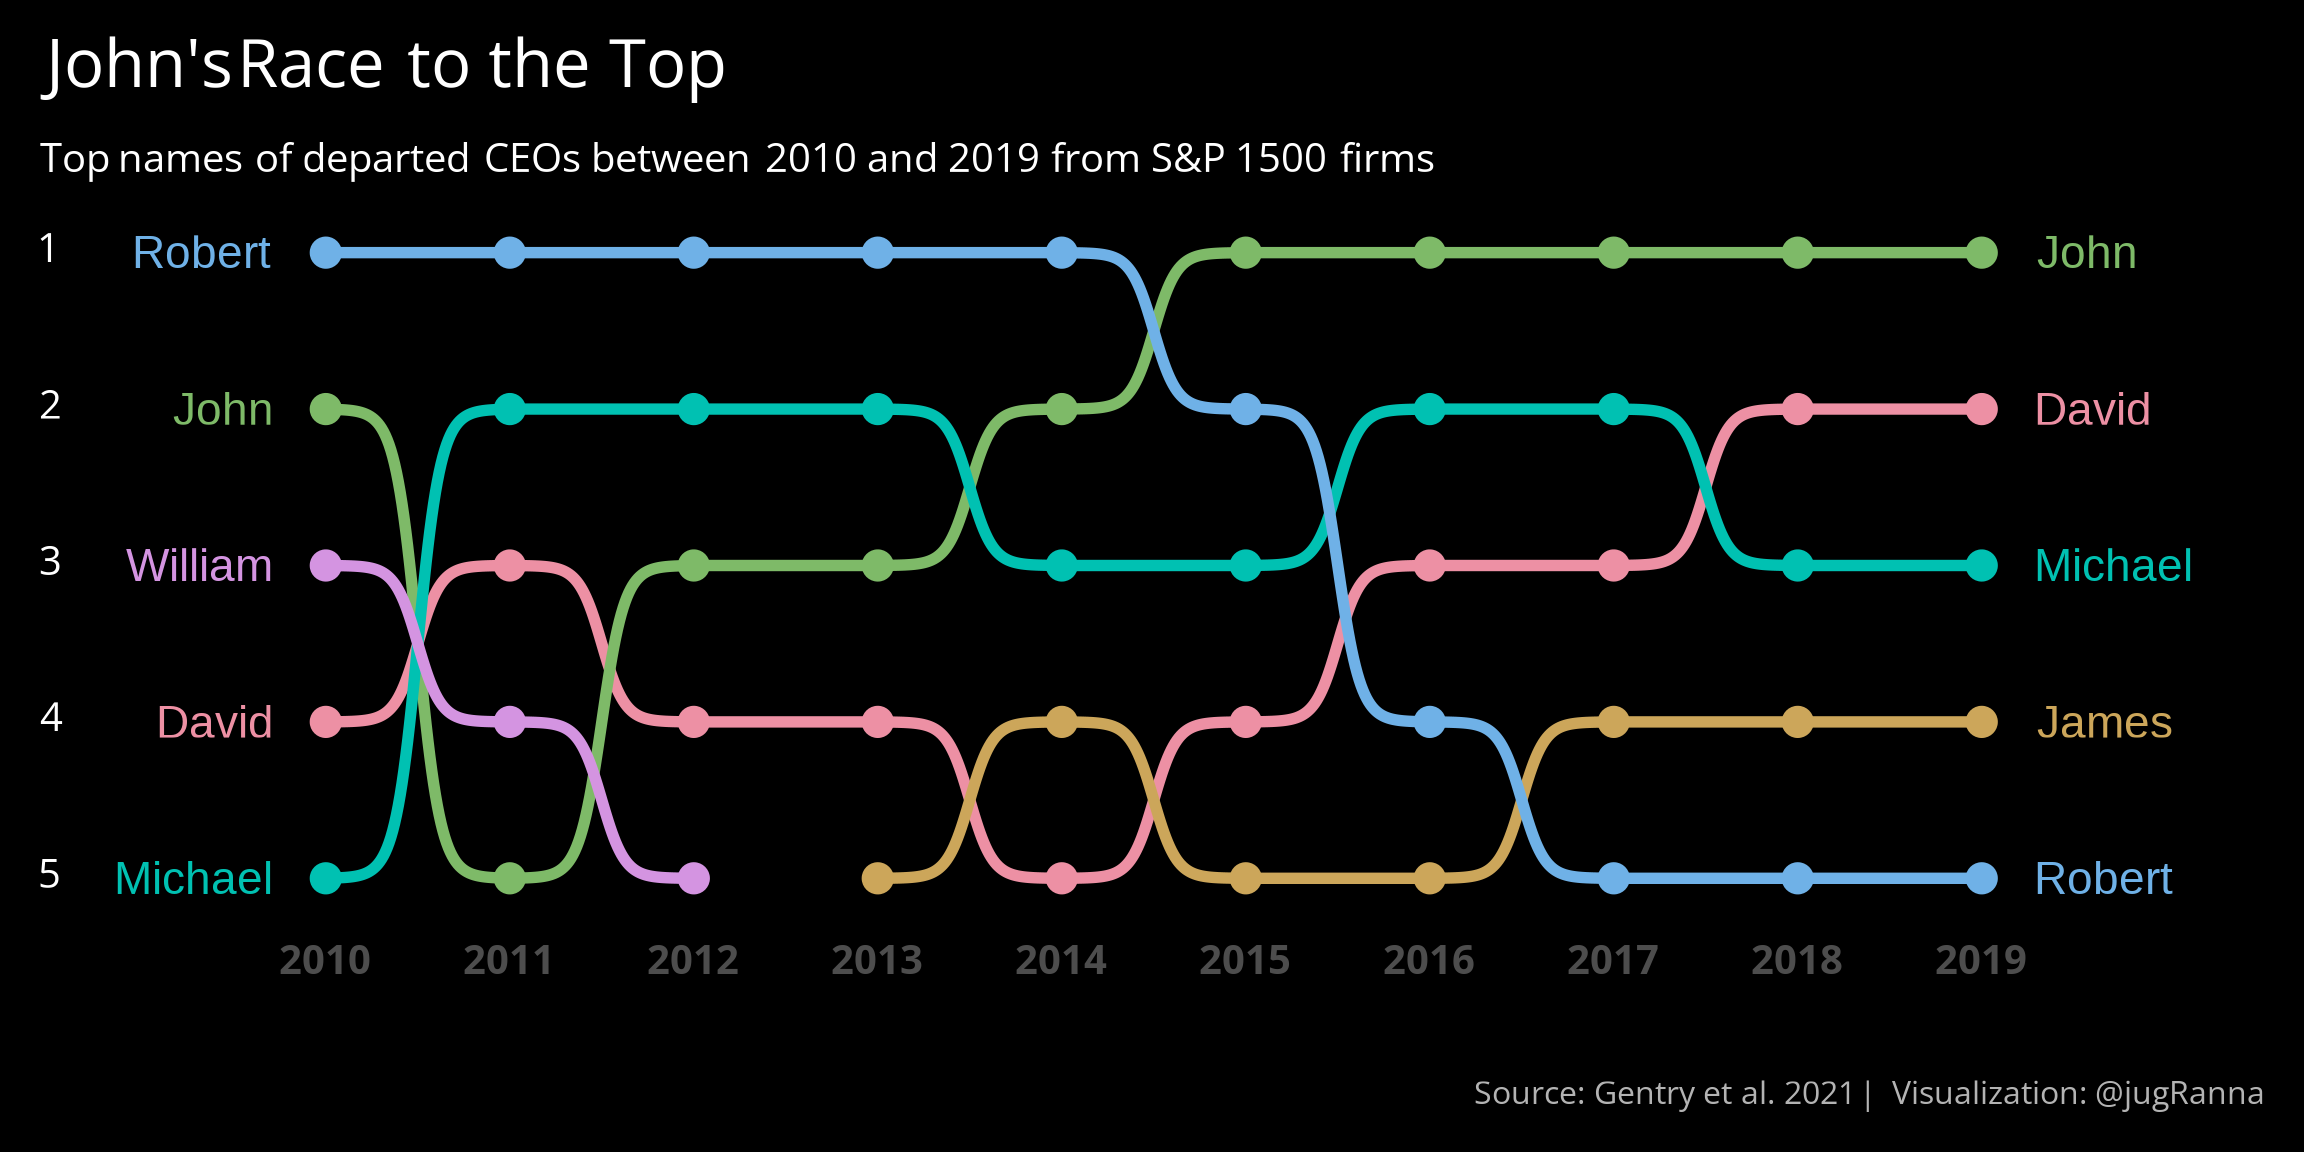 John's Race to the Top
Top names of departed CEOs between 2010 and 2019 from S&P 1500 firms
1 Robert John
2 John David
3 William Michael
4 David James
5 Michael Robert
2010 2011 2012 2013 2014 2015 2016 2017 2018 2019
Source: Gentry et al. 2021 | Visualization: @jugRanna